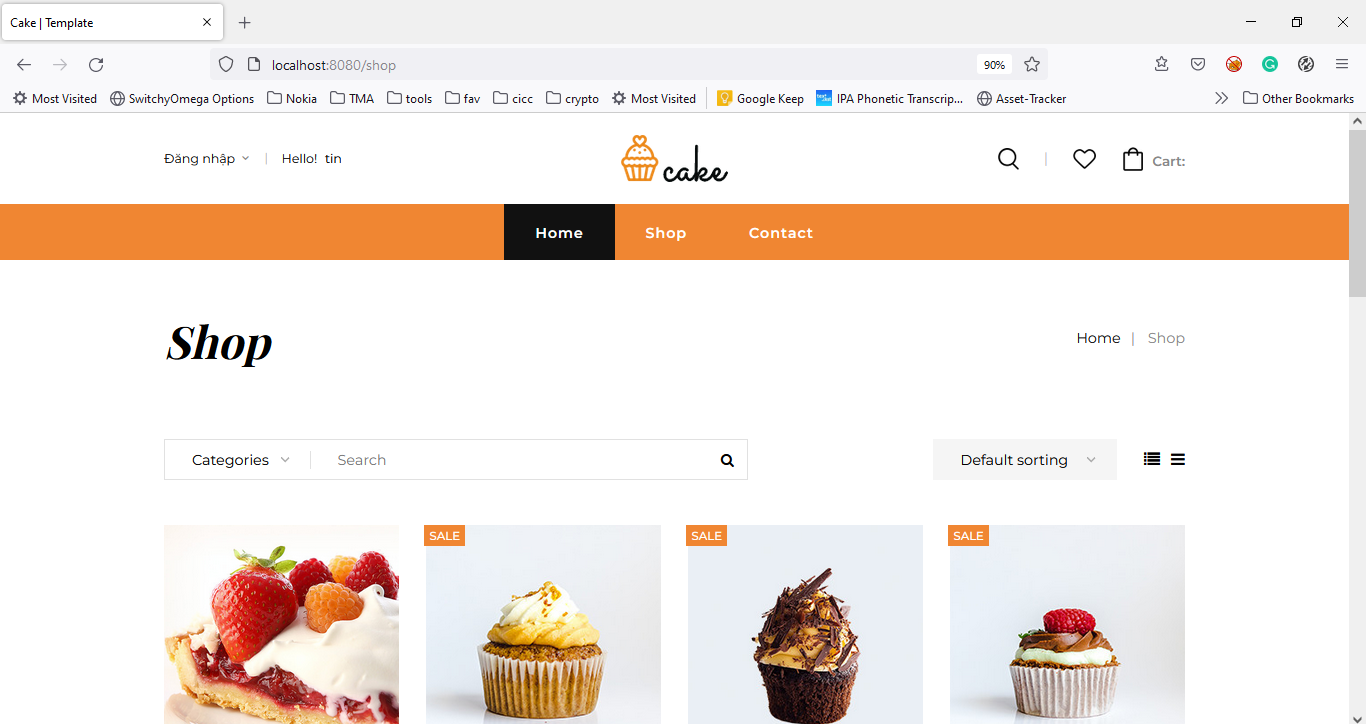 Cake | Template
localhost:8080/shop
90%
Most Visited
SwitchyOmega Options
Nokia
TMA
tools
fav
cicc
crypto
Most Visited
Google Keep
IPA Phonetic Transcrip...
Asset-Tracker
Other Bookmarks
Đăng nhập
Hello! tin
cake
Cart:
Home
Shop
Contact
Shop
Home | Shop
Categories
Search
Default sorting
SALE
SALE
SALE